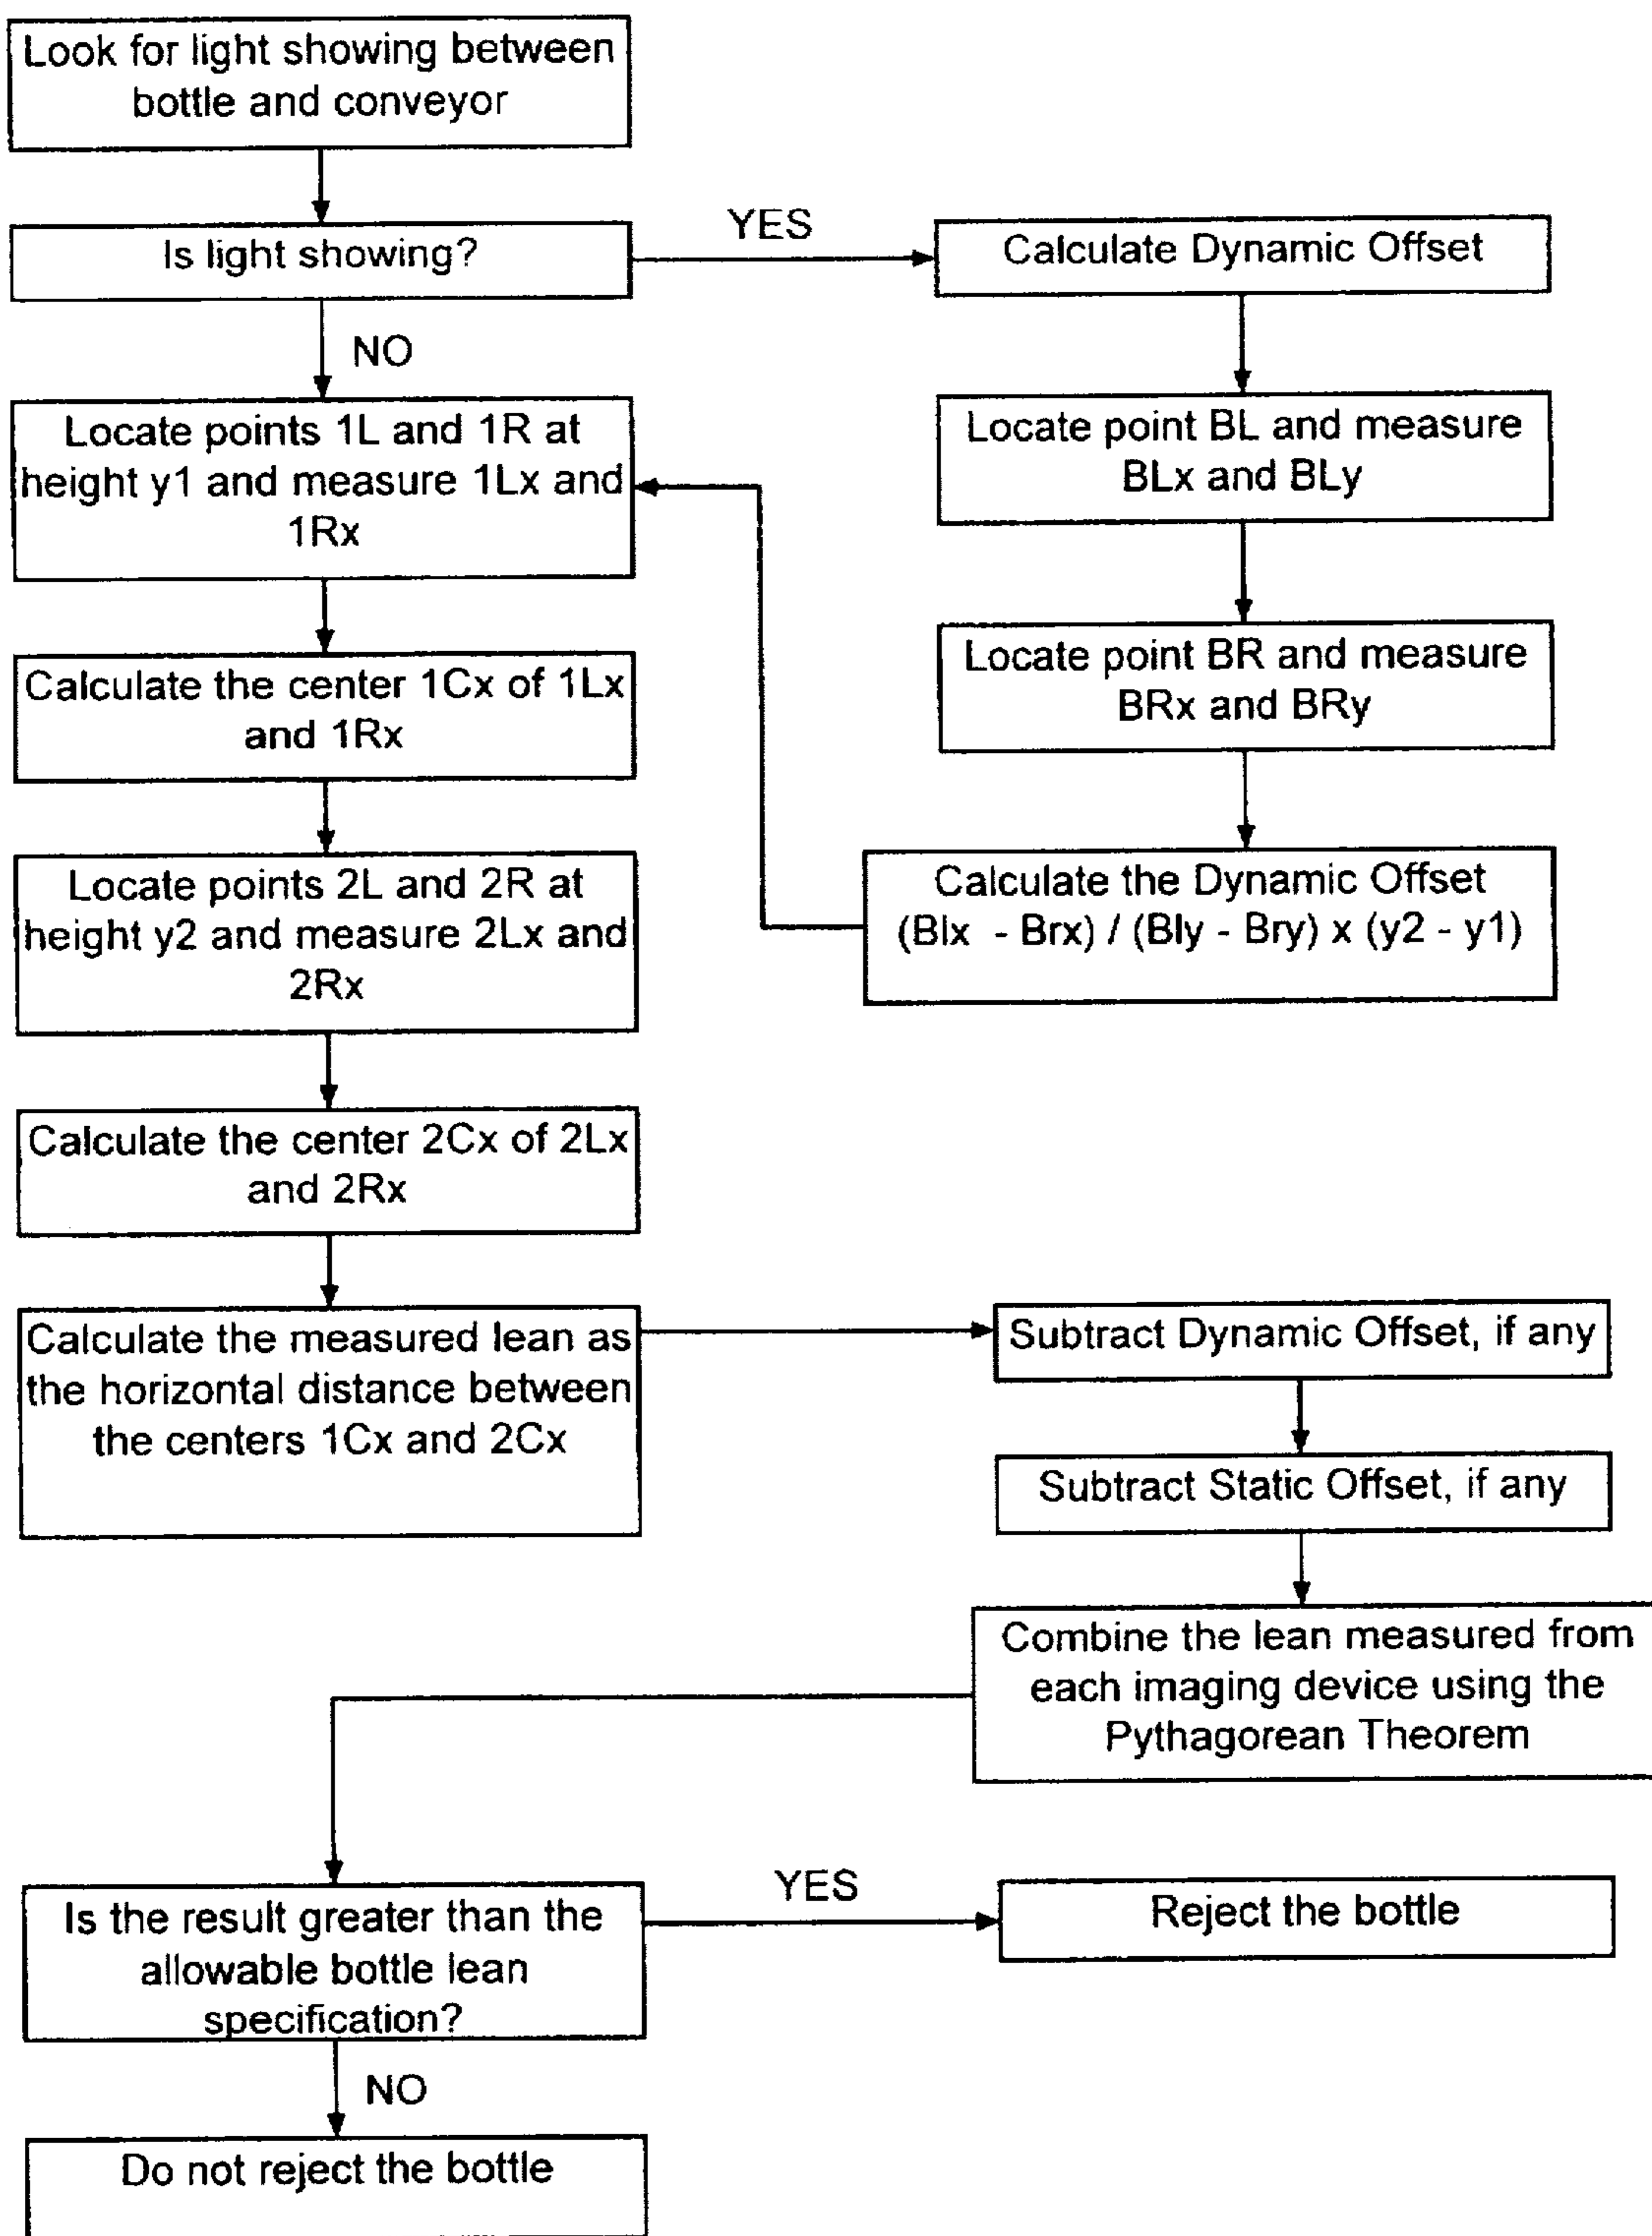 Look for light showing between
bottle and conveyor
Is light showing?
YES
Calculate Dynamic Offset
NO
Locate points 1L and 1R at
height y1 and measure 1Lx and
1Rx
Locate point BL and measure
BLx and BLy
Calculate the center 1Cx of 1Lx
and 1Rx
Locate point BR and measure
BRx and BRy
Locate points 2L and 2R at
height y2 and measure 2Lx and
2Rx
Calculate the Dynamic Offset
(Blx - Brx) / (Bly - Bry) x (y2 - y1)
Calculate the center 2Cx of 2Lx
and 2Rx
Calculate the measured lean as
the horizontal distance between
the centers 1Cx and 2Cx
Subtract Dynamic Offset, if any
Subtract Static Offset, if any
Combine the lean measured from
each imaging device using the
Pythagorean Theorem
Is the result greater than the
allowable bottle lean
specification?
YES
Reject the bottle
NO
Do not reject the bottle